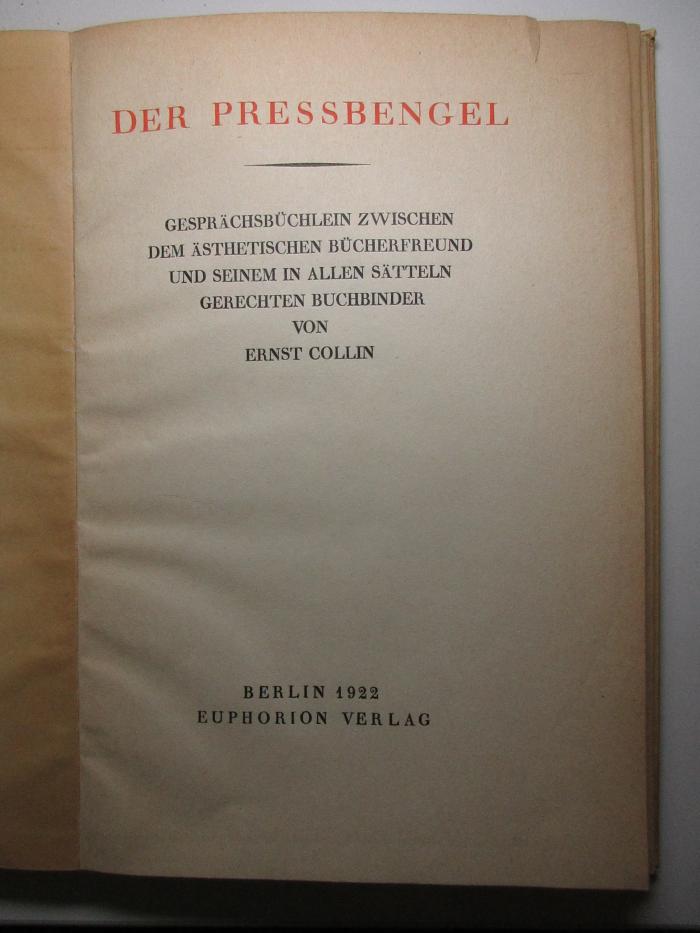 DER PRESSBENGEL
GESPRÄCHSBÜCHLEIN ZWISCHEN
DEM ÄSTHETISCHEN BÜCHERFREUND
UND SEINEM IN ALLEN SÄTTELN
GERECHTEN BUCHBINDER
VON
ERNST COLLIN
BERLIN 1922
EUPHORION VERLAG